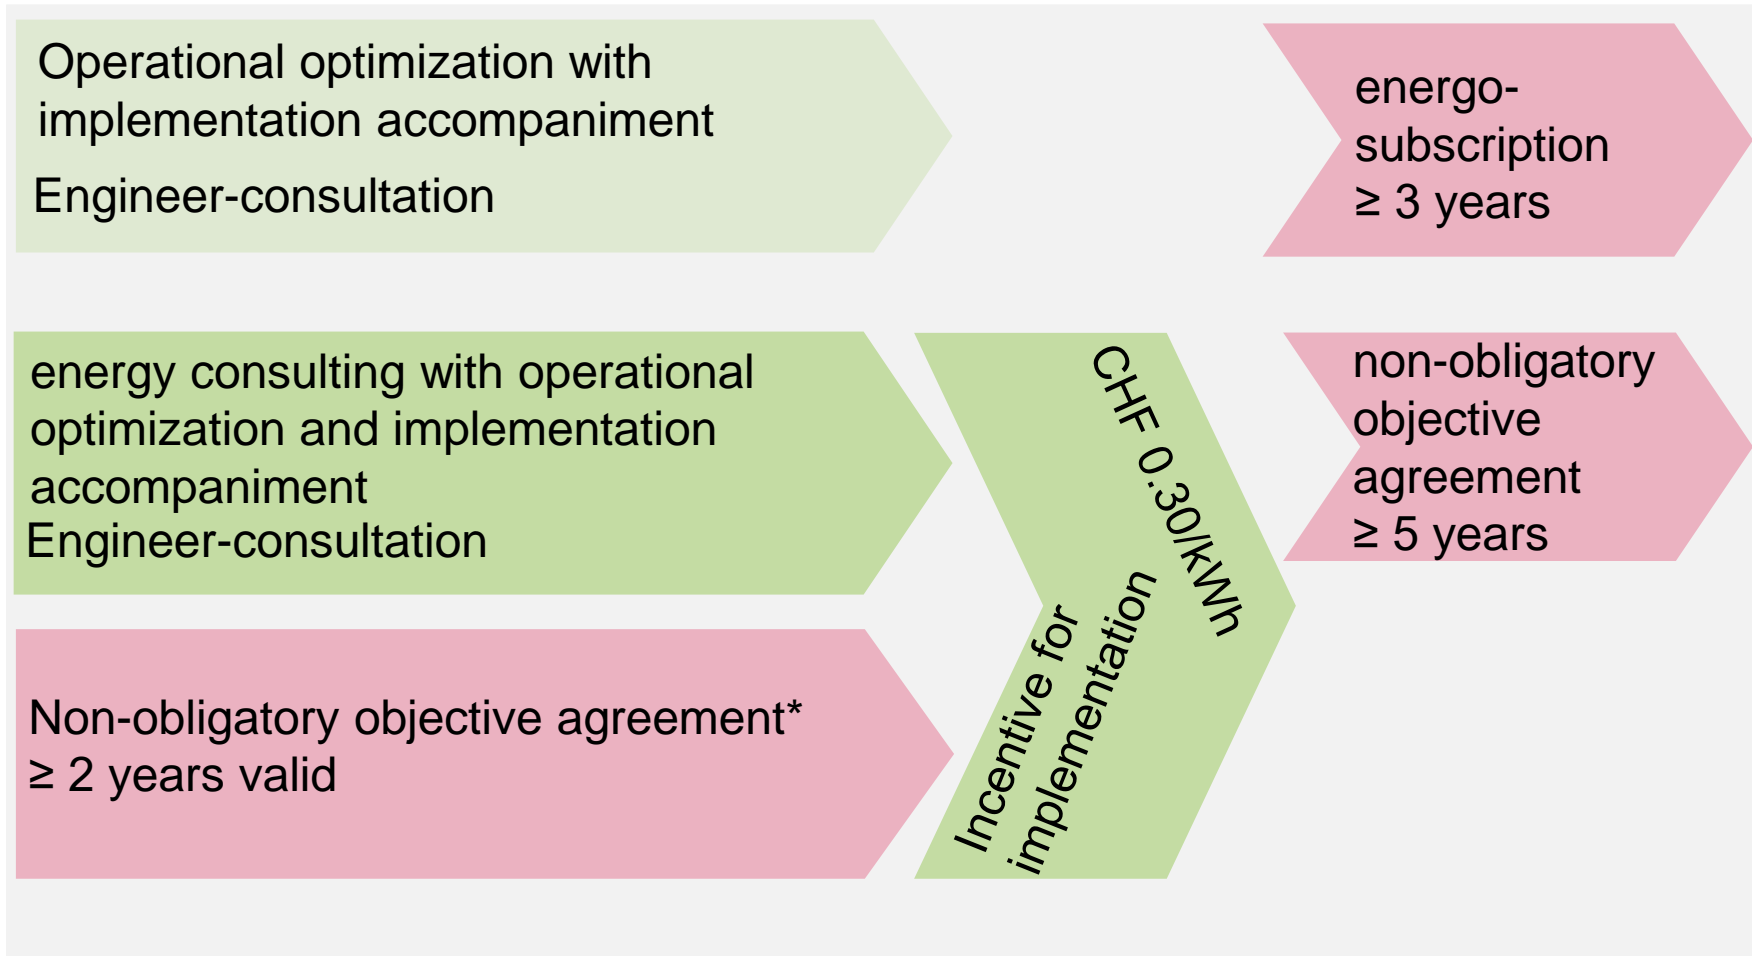 Operational optimization with
implementation accompaniment
Engineer-consultation
energo-
subscription
≥ 3 years
energy consulting with operational
optimization and implementation
accompaniment
Engineer-consultation
CHF 0.30/kWh
Incentive for
implementation
non-obligatory
objective
agreement
≥ 5 years
Non-obligatory objective agreement*
≥ 2 years valid